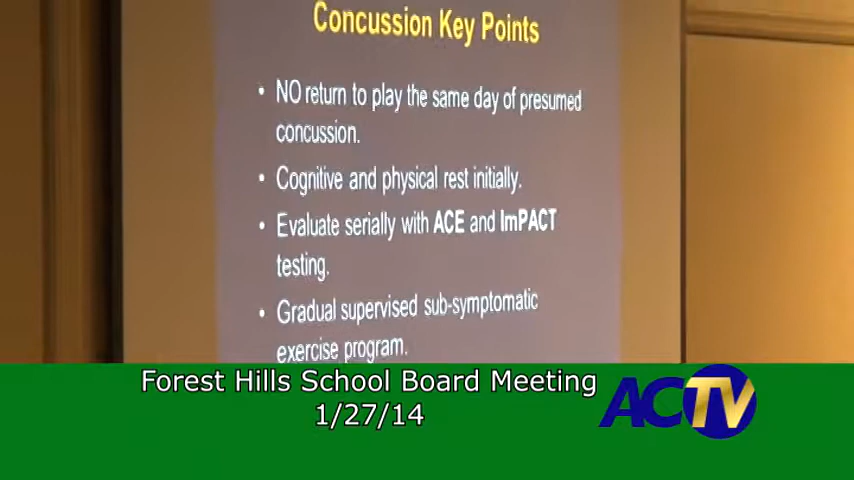 Concussion Key Points
• NO return to play the same day of presumed
concussion.
• Cognitive and physical rest initially.
• Evaluate serially with ACE and ImPACT
testing.
• Gradual supervised sub-symptomatic
exercise program.
Forest Hills School Board Meeting
1/27/14
ACTV